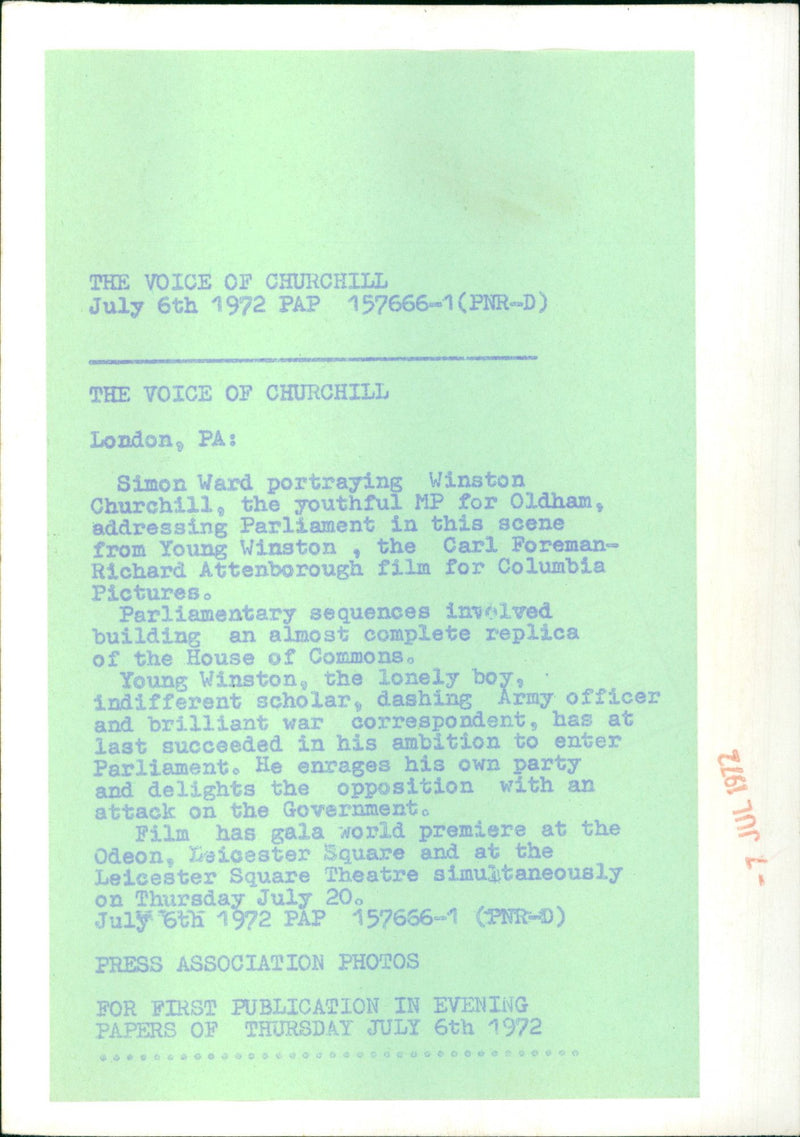 THE VOICE OF CHURCHILL
July 6th 1972 PAP 157666-1(PNR-D)
THE VOICE OF CHURCHILL
London, PA:
Simon Ward portraying Winston
Churchill, the youthful MP for Oldham,
addressing Parliament in this scene
from Young Winston , the Carl Foreman-
Richard Attenborough film for Columbia
Pictures.
Parliamentary sequences involved
building an almost complete replica
of the House of Commons.
Young Winston, the lonely boy,
indifferent scholar, dashing Army officer
and brilliant war correspondent, has at
last succeeded in his ambition to enter
Parliament. He enrages his own party
and delights the opposition with an
attack on the Government.
Film has gala world premiere at the
Odeon, Leicester Square and at the
Leicester Square Theatre simultaneously
on Thursday July 20.
July 6th 1972 PAP 157666-1 (PNR-D)
PRESS ASSOCIATION PHOTOS
FOR FIRST PUBLICATION IN EVENING
PAPERS OF THURSDAY JULY 6th 1972
-7 JUL 1972